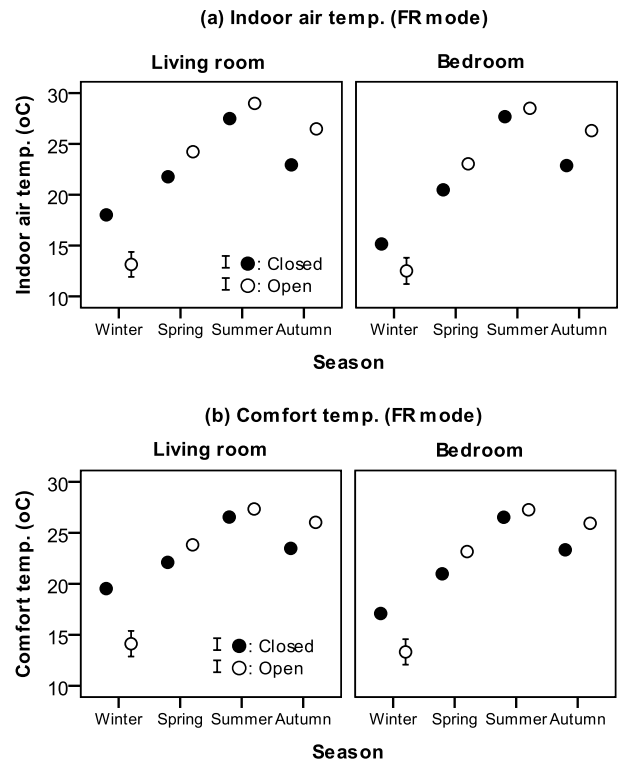 (a) Indoor air temp. (FR mode)
Living room
Bedroom
Indoor air temp. (oC)
30
25
20
15
10
: Closed
: Open
Winter Spring Summer Autumn
Winter Spring Summer Autumn
Season
(b) Comfort temp. (FR mode)
Living room
Bedroom
Comfort temp. (oC)
30
25
20
15
10
: Closed
: Open
Winter Spring Summer Autumn
Winter Spring Summer Autumn
Season